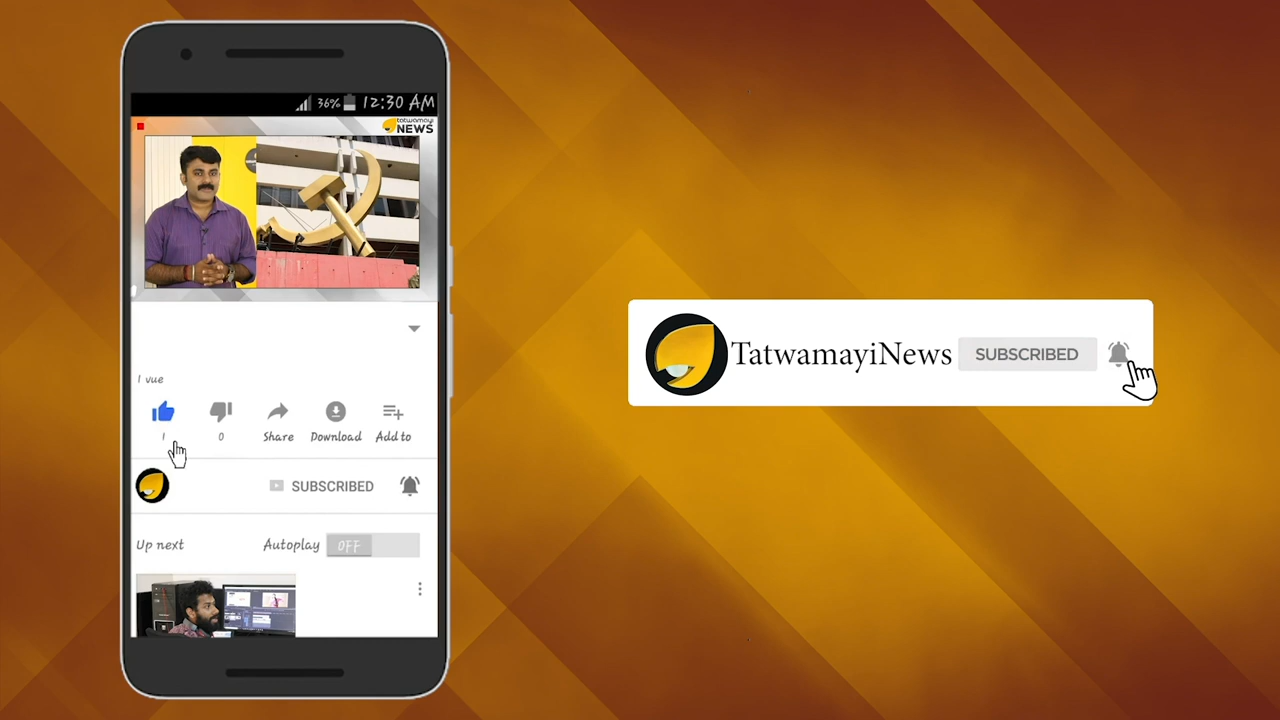 36% 12:30 AM
tatwamayi
NEWS
1 vue
1 0 Share Download Add to
SUBSCRIBED
Up next Autoplay OFF
TatwamayiNews SUBSCRIBED